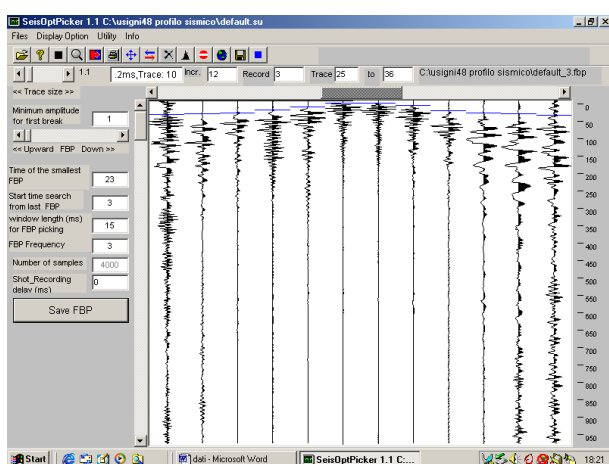 SeisOptPicker 1.1 C:\usigni48 profilo sismico\default.su
Files Display Option Utility Info
1.1 .2ms,Trace: 10 Incr. 12 Record 3 Trace 25 to 36 C:\usigni48 profilo sismico\default_3.fbp
<< Trace size >>
Minimum amplitude
for first break 1
<< Upward FBP Down >>
Time of the smallest
FBP 23
Start time search
from last FBP 3
window length (ms)
for FBP picking 15
FBP Frequency 3
Number of samples 4000
Shot_Recording
delay (ms) 0
Save FBP
0
50
100
150
200
250
300
350
400
450
500
550
600
650
700
750
800
850
900
950
Start dati - Microsoft Word SeisOptPicker 1.1 C:... 18:21